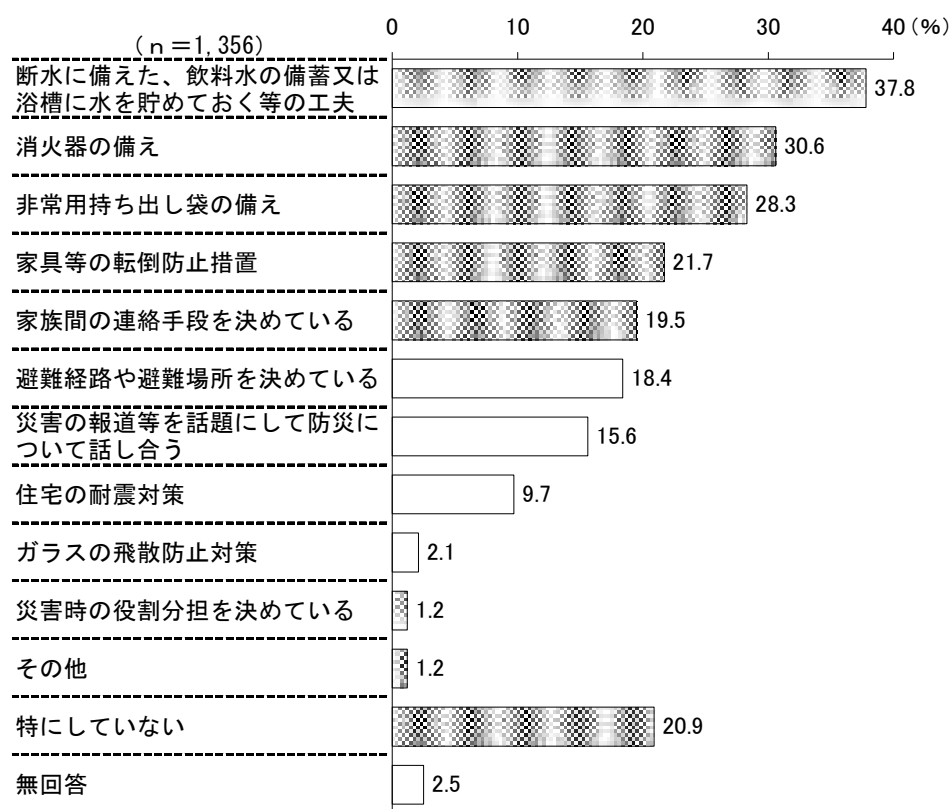 0 10 20 30 40 (%)
(n=1,356)
断水に備えた、飲料水の備蓄又は
浴槽に水を貯めておく等の工夫 37.8
消火器の備え 30.6
非常用持ち出し袋の備え 28.3
家具等の転倒防止措置 21.7
家族間の連絡手段を決めている 19.5
避難経路や避難場所を決めている 18.4
災害の報道等を話題にして防災に
ついて話し合う 15.6
住宅の耐震対策 9.7
ガラスの飛散防止対策 2.1
災害時の役割分担を決めている 1.2
その他 1.2
特にしていない 20.9
無回答 2.5